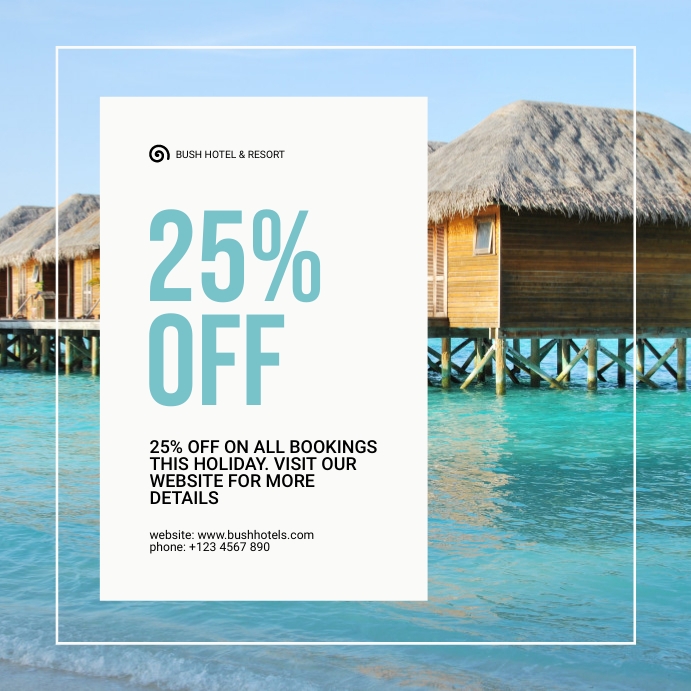 BUSH HOTEL & RESORT
25%
OFF
25% OFF ON ALL BOOKINGS
THIS HOLIDAY. VISIT OUR
WEBSITE FOR MORE
DETAILS
website: www.bushhotels.com
phone: +123 4567 890